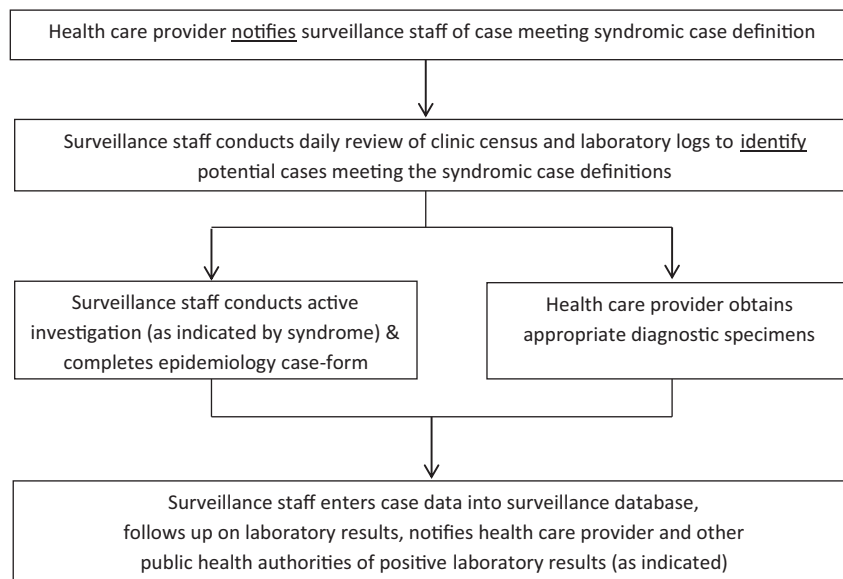 Health care provider notifies surveillance staff of case meeting syndromic case definition
Surveillance staff conducts daily review of clinic census and laboratory logs to identify
potential cases meeting the syndromic case definitions
Surveillance staff conducts active
investigation (as indicated by syndrome) &
completes epidemiology case-form
Health care provider obtains
appropriate diagnostic specimens
Surveillance staff enters case data into surveillance database,
follows up on laboratory results, notifies health care provider and other
public health authorities of positive laboratory results (as indicated)